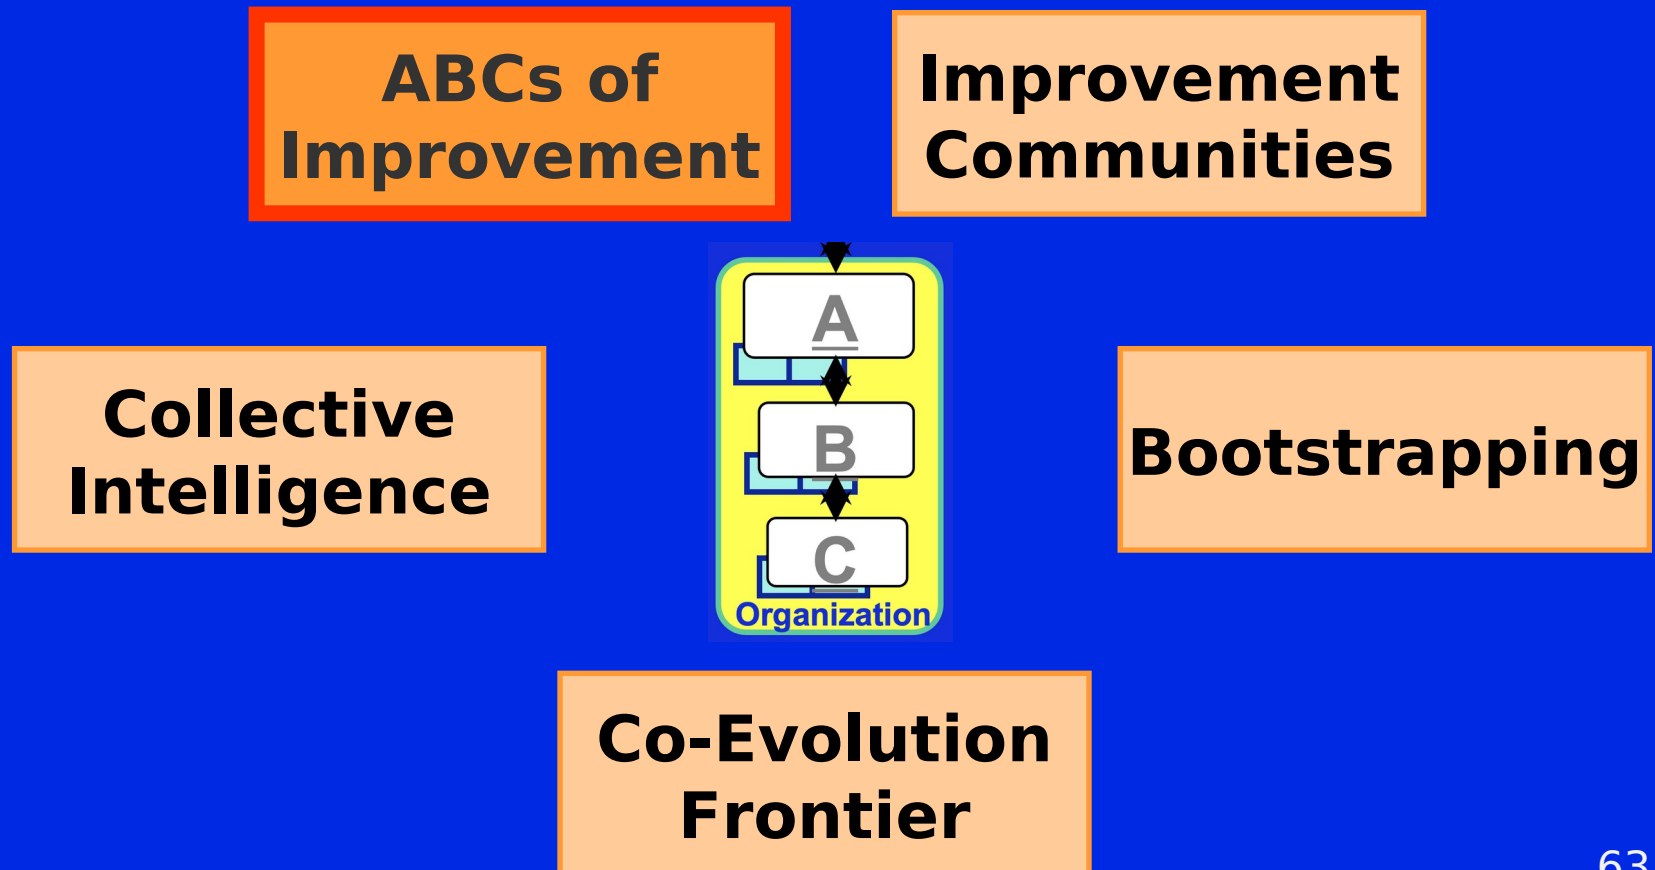 ABCs of
Improvement
Improvement
Communities
A
B
C
Organization
Collective
Intelligence
Bootstrapping
Co-Evolution
Frontier
63